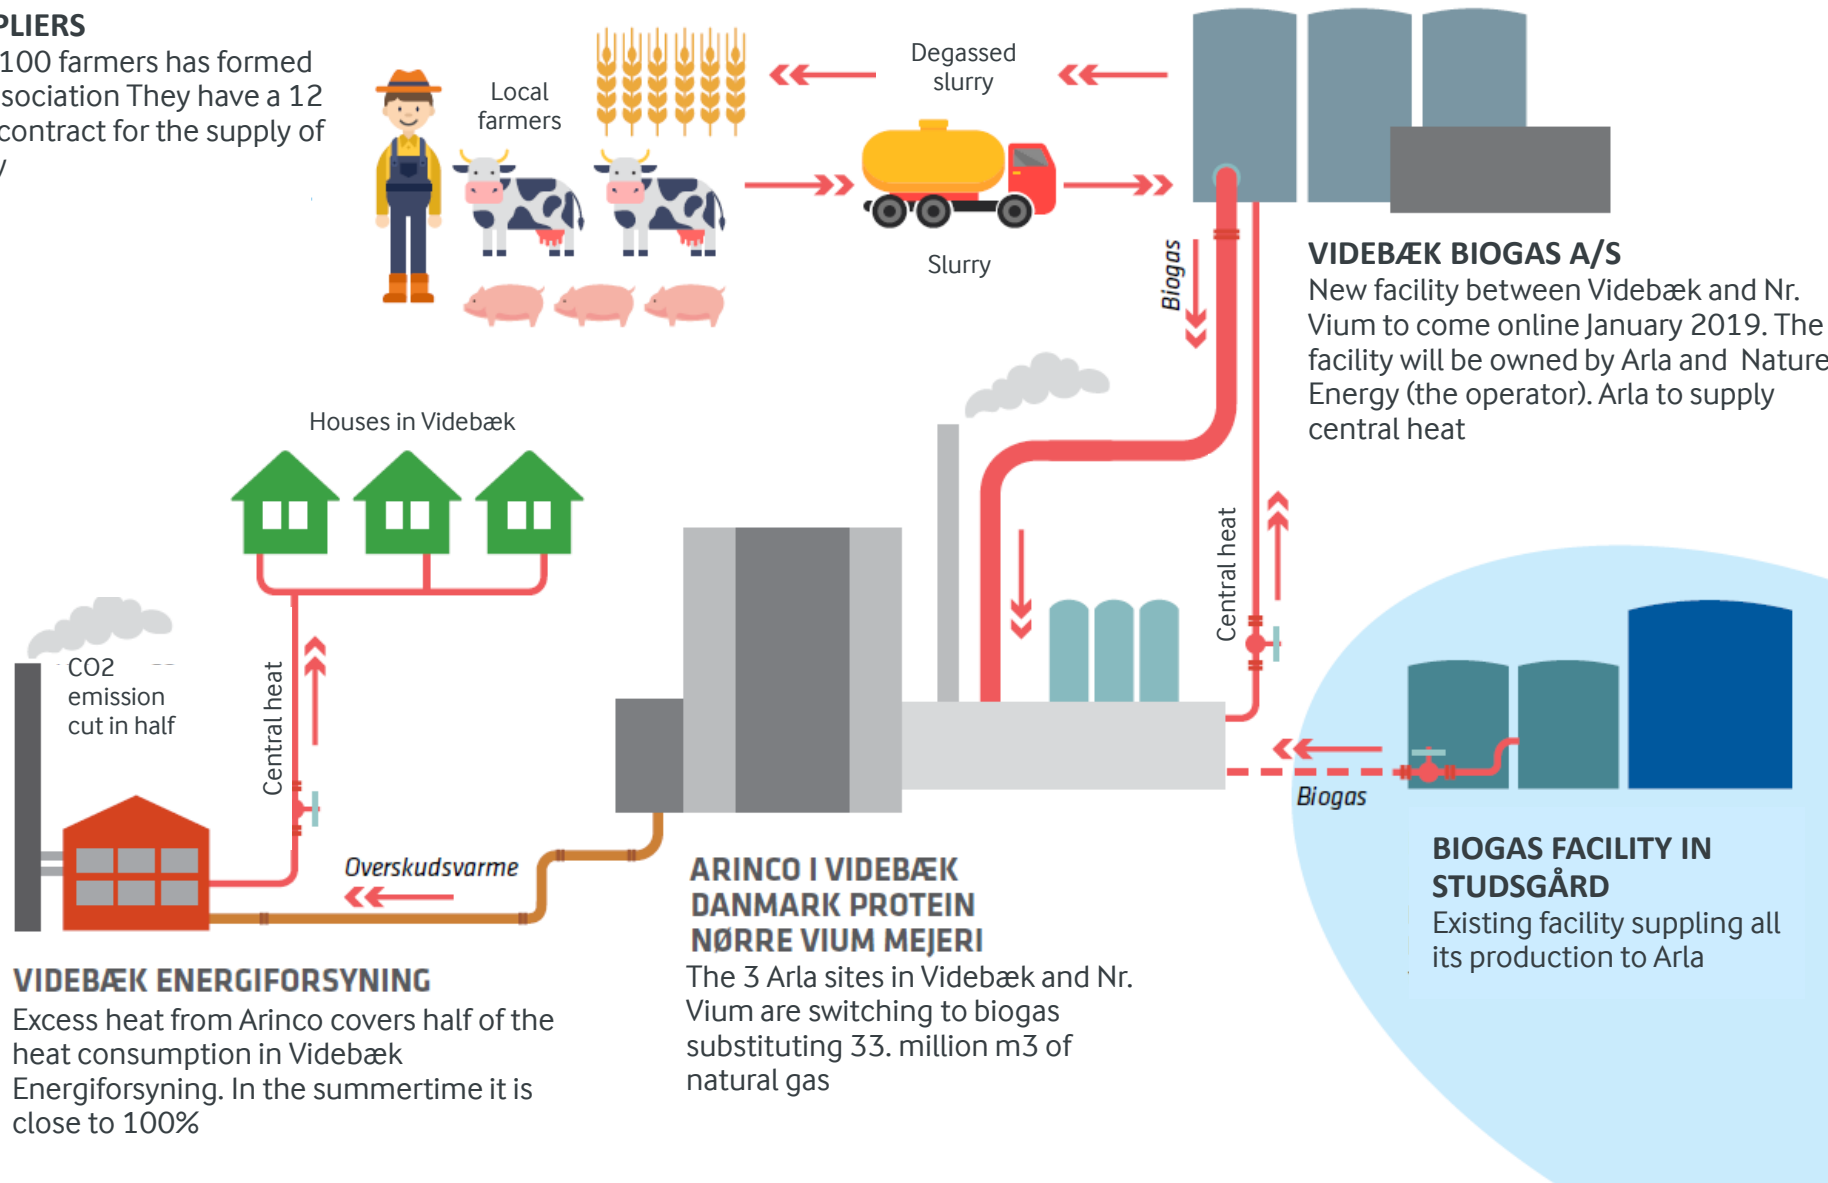 PLIERS
100 farmers has formed
sociation They have a 12
contract for the supply of
y
Local
farmers
Degassed
slurry
Slurry
Biogas
VIDEBÆK BIOGAS A/S
New facility between Videbæk and Nr.
Vium to come online January 2019. The
facility will be owned by Arla and Nature
Energy (the operator). Arla to supply
central heat
Houses in Videbæk
CO2
emission
cut in half
Central heat
Central heat
Biogas
Overskudsvarme
VIDEBÆK ENERGIFORSYNING
Excess heat from Arinco covers half of the
heat consumption in Videbæk
Energiforsyning. In the summertime it is
close to 100%
ARINCO I VIDEBÆK
DANMARK PROTEIN
NØRRE VIUM MEJERI
The 3 Arla sites in Videbæk and Nr.
Vium are switching to biogas
substituting 33. million m3 of
natural gas
BIOGAS FACILITY IN
STUDSGÅRD
Existing facility suppling all
its production to Arla